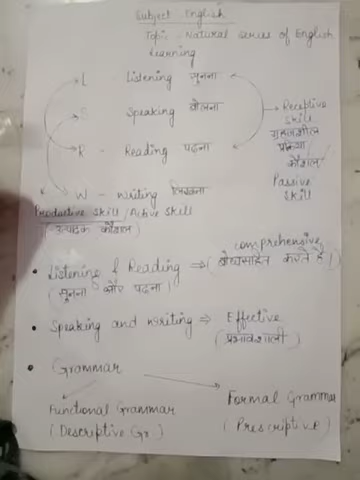 Subject English
Topic - Natural series of English
Learning
L Listening सुनना
S Speaking बोलना
R - Reading पढ़ना
W - Writing लिखना
Receptive
Skill
ग्रहणशील
कौशल
Passive
Skill
Productive Skill / Active Skill
(उत्पादक कौशल)
• Listening & Reading ⇒ comprehensive
(सुनना और पढ़ना) करते हैं।
• Speaking and Writing ⇒ Effective
(प्रभावशाली)
• Grammar
Functional Grammar
(Descriptive Gr)
Formal Grammar
(Prescriptive)